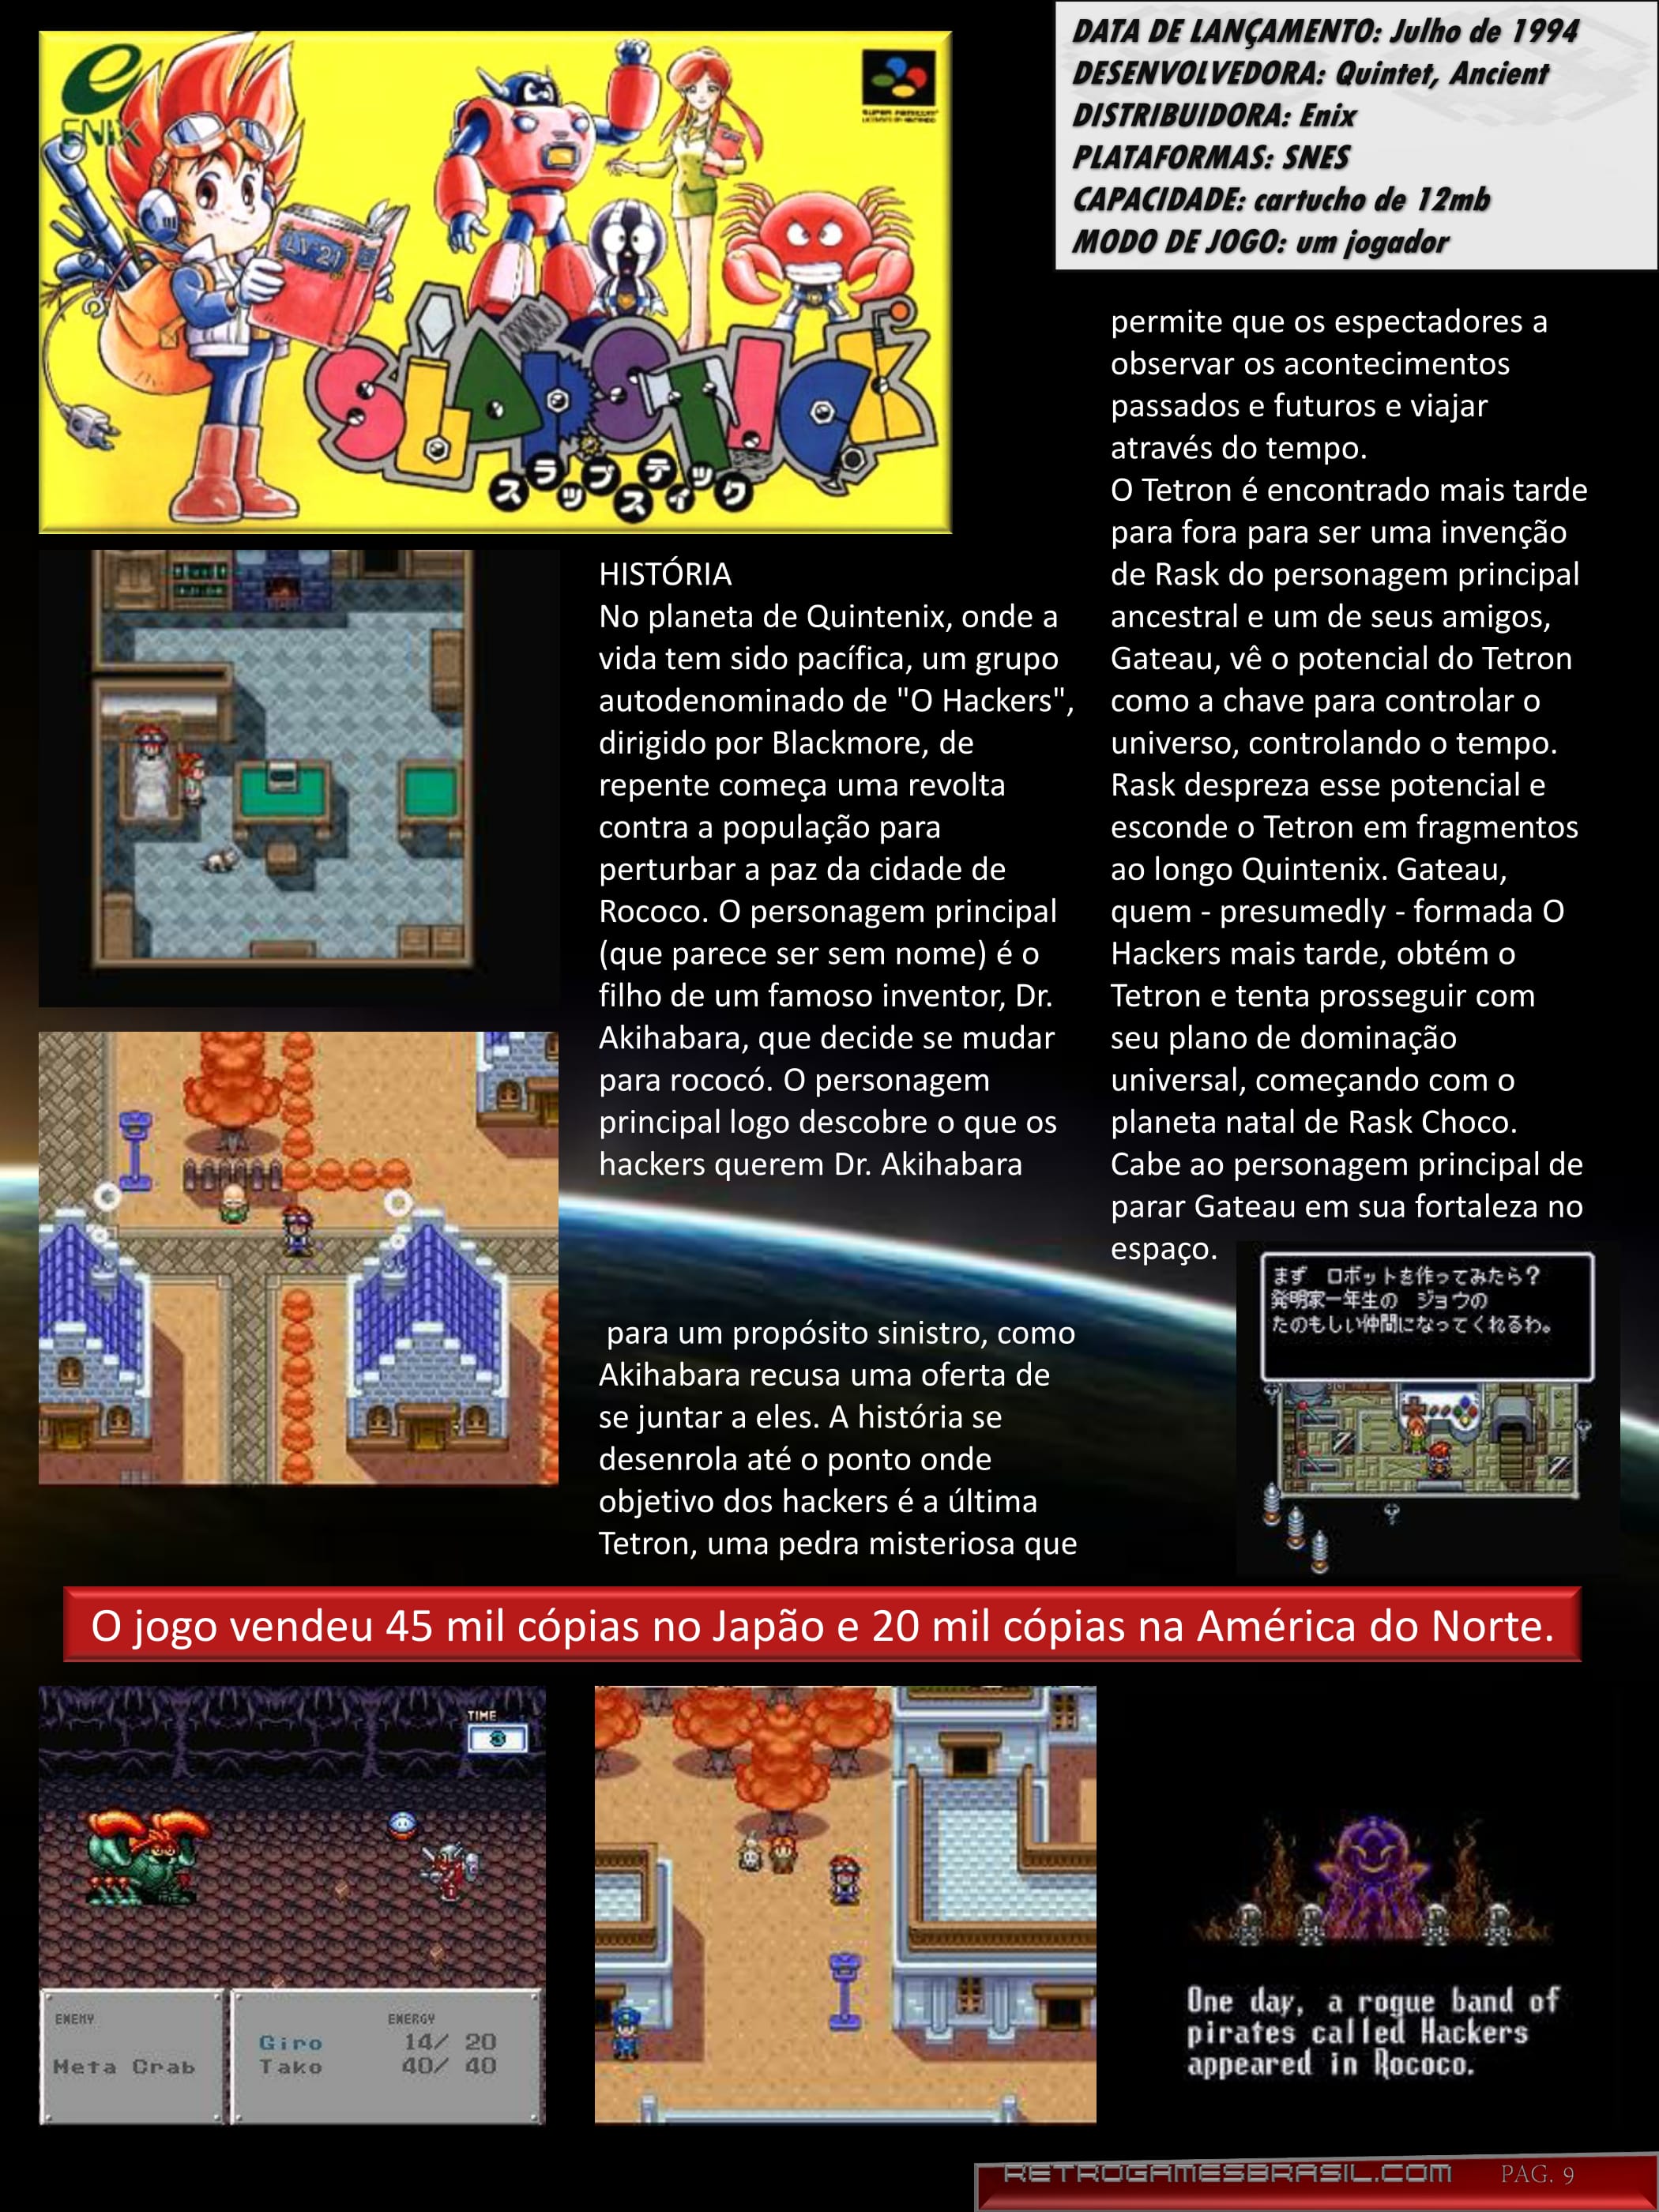 ENIX
LV.21
SUPER FAMICOM
SLAPSTICK
スラップスティック
DATA DE LANÇAMENTO: Julho de 1994
DESENVOLVEDORA: Quintet, Ancient
DISTRIBUIDORA: Enix
PLATAFORMAS: SNES
CAPACIDADE: cartucho de 12mb
MODO DE JOGO: um jogador
HISTÓRIA
No planeta de Quintenix, onde a
vida tem sido pacífica, um grupo
autodenominado de "O Hackers",
dirigido por Blackmore, de
repente começa uma revolta
contra a população para
perturbar a paz da cidade de
Rococo. O personagem principal
(que parece ser sem nome) é o
filho de um famoso inventor, Dr.
Akihabara, que decide se mudar
para rococó. O personagem
principal logo descobre o que os
hackers querem Dr. Akihabara
para um propósito sinistro, como
Akihabara recusa uma oferta de
se juntar a eles. A história se
desenrola até o ponto onde
objetivo dos hackers é a última
Tetron, uma pedra misteriosa que
permite que os espectadores a
observar os acontecimentos
passados e futuros e viajar
através do tempo.
O Tetron é encontrado mais tarde
para fora para ser uma invenção
de Rask do personagem principal
ancestral e um de seus amigos,
Gateau, vê o potencial do Tetron
como a chave para controlar o
universo, controlando o tempo.
Rask despreza esse potencial e
esconde o Tetron em fragmentos
ao longo Quintenix. Gateau,
quem - presumedly - formada O
Hackers mais tarde, obtém o
Tetron e tenta prosseguir com
seu plano de dominação
universal, começando com o
planeta natal de Rask Choco.
Cabe ao personagem principal de
parar Gateau em sua fortaleza no
espaço.
まず ロボットを作ってみたら?
発明家一年生の ジョウの
たのもしい仲間になってくれるわ。
O jogo vendeu 45 mil cópias no Japão e 20 mil cópias na América do Norte.
TIME
3
ENEMY
Meta Crab
ENERGY
Giro 14/ 20
Tako 40/ 40
One day, a rogue band of
pirates called Hackers
appeared in Rococo.
RETROGAMESBRASIL.COM PAG. 9